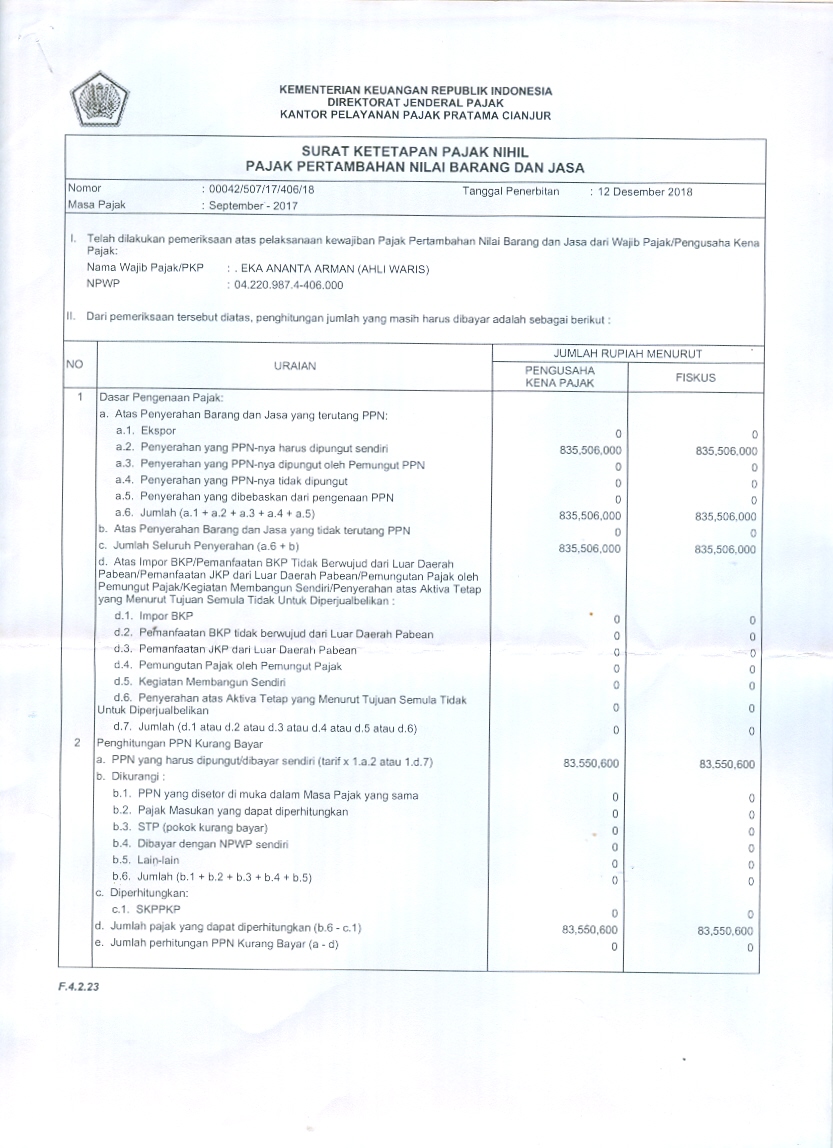 KEMENTERIAN KEUANGAN REPUBLIK INDONESIA
DIREKTORAT JENDERAL PAJAK
KANTOR PELAYANAN PAJAK PRATAMA CIANJUR
SURAT KETETAPAN PAJAK NIHIL
PAJAK PERTAMBAHAN NILAI BARANG DAN JASA
Nomor : 00042/507/17/406/18 Tanggal Penerbitan : 12 Desember 2018
Masa Pajak : September - 2017
I. Telah dilakukan pemeriksaan atas pelaksanaan kewajiban Pajak Pertambahan Nilai Barang dan Jasa dari Wajib Pajak/Pengusaha Kena
Pajak:
Nama Wajib Pajak/PKP : . EKA ANANTA ARMAN (AHLI WARIS)
NPWP : 04.220.987.4-406.000
II. Dari pemeriksaan tersebut diatas, penghitungan jumlah yang masih harus dibayar adalah sebagai berikut :
NO URAIAN JUMLAH RUPIAH MENURUT
PENGUSAHA
KENA PAJAK FISKUS
1 Dasar Pengenaan Pajak:
a. Atas Penyerahan Barang dan Jasa yang terutang PPN:
a.1. Ekspor 0 0
a.2. Penyerahan yang PPN-nya harus dipungut sendiri 835,506,000 835,506,000
a.3. Penyerahan yang PPN-nya dipungut oleh Pemungut PPN 0 0
a.4. Penyerahan yang PPN-nya tidak dipungut 0 0
a.5. Penyerahan yang dibebaskan dari pengenaan PPN 0 0
a.6. Jumlah (a.1 + a.2 + a.3 + a.4 + a.5) 835,506,000 835,506,000
b. Atas Penyerahan Barang dan Jasa yang tidak terutang PPN 0 0
c. Jumlah Seluruh Penyerahan (a.6 + b) 835,506,000 835,506,000
d. Atas Impor BKP/Pemanfaatan BKP Tidak Berwujud dari Luar Daerah
Pabean/Pemanfaatan JKP dari Luar Daerah Pabean/Pemungutan Pajak oleh
Pemungut Pajak/Kegiatan Membangun Sendiri/Penyerahan atas Aktiva Tetap
yang Menurut Tujuan Semula Tidak Untuk Diperjualbelikan :
d.1. Impor BKP 0 0
d.2. Pemanfaatan BKP tidak berwujud dari Luar Daerah Pabean 0 0
d.3. Pemanfaatan JKP dari Luar Daerah Pabean 0 0
d.4. Pemungutan Pajak oleh Pemungut Pajak 0 0
d.5. Kegiatan Membangun Sendiri 0 0
d.6. Penyerahan atas Aktiva Tetap yang Menurut Tujuan Semula Tidak
Untuk Diperjualbelikan 0 0
d.7. Jumlah (d.1 atau d.2 atau d.3 atau d.4 atau d.5 atau d.6) 0 0
2 Penghitungan PPN Kurang Bayar
a. PPN yang harus dipungut/dibayar sendiri (tarif x 1.a.2 atau 1.d.7) 83,550,600 83,550,600
b. Dikurangi :
b.1. PPN yang disetor di muka dalam Masa Pajak yang sama 0 0
b.2. Pajak Masukan yang dapat diperhitungkan 0 0
b.3. STP (pokok kurang bayar) 0 0
b.4. Dibayar dengan NPWP sendiri 0 0
b.5. Lain-lain 0 0
b.6. Jumlah (b.1 + b.2 + b.3 + b.4 + b.5) 0 0
c. Diperhitungkan:
c.1. SKPPKP 0 0
d. Jumlah pajak yang dapat diperhitungkan (b.6 - c.1) 83,550,600 83,550,600
e. Jumlah perhitungan PPN Kurang Bayar (a - d) 0 0
F.4.2.23